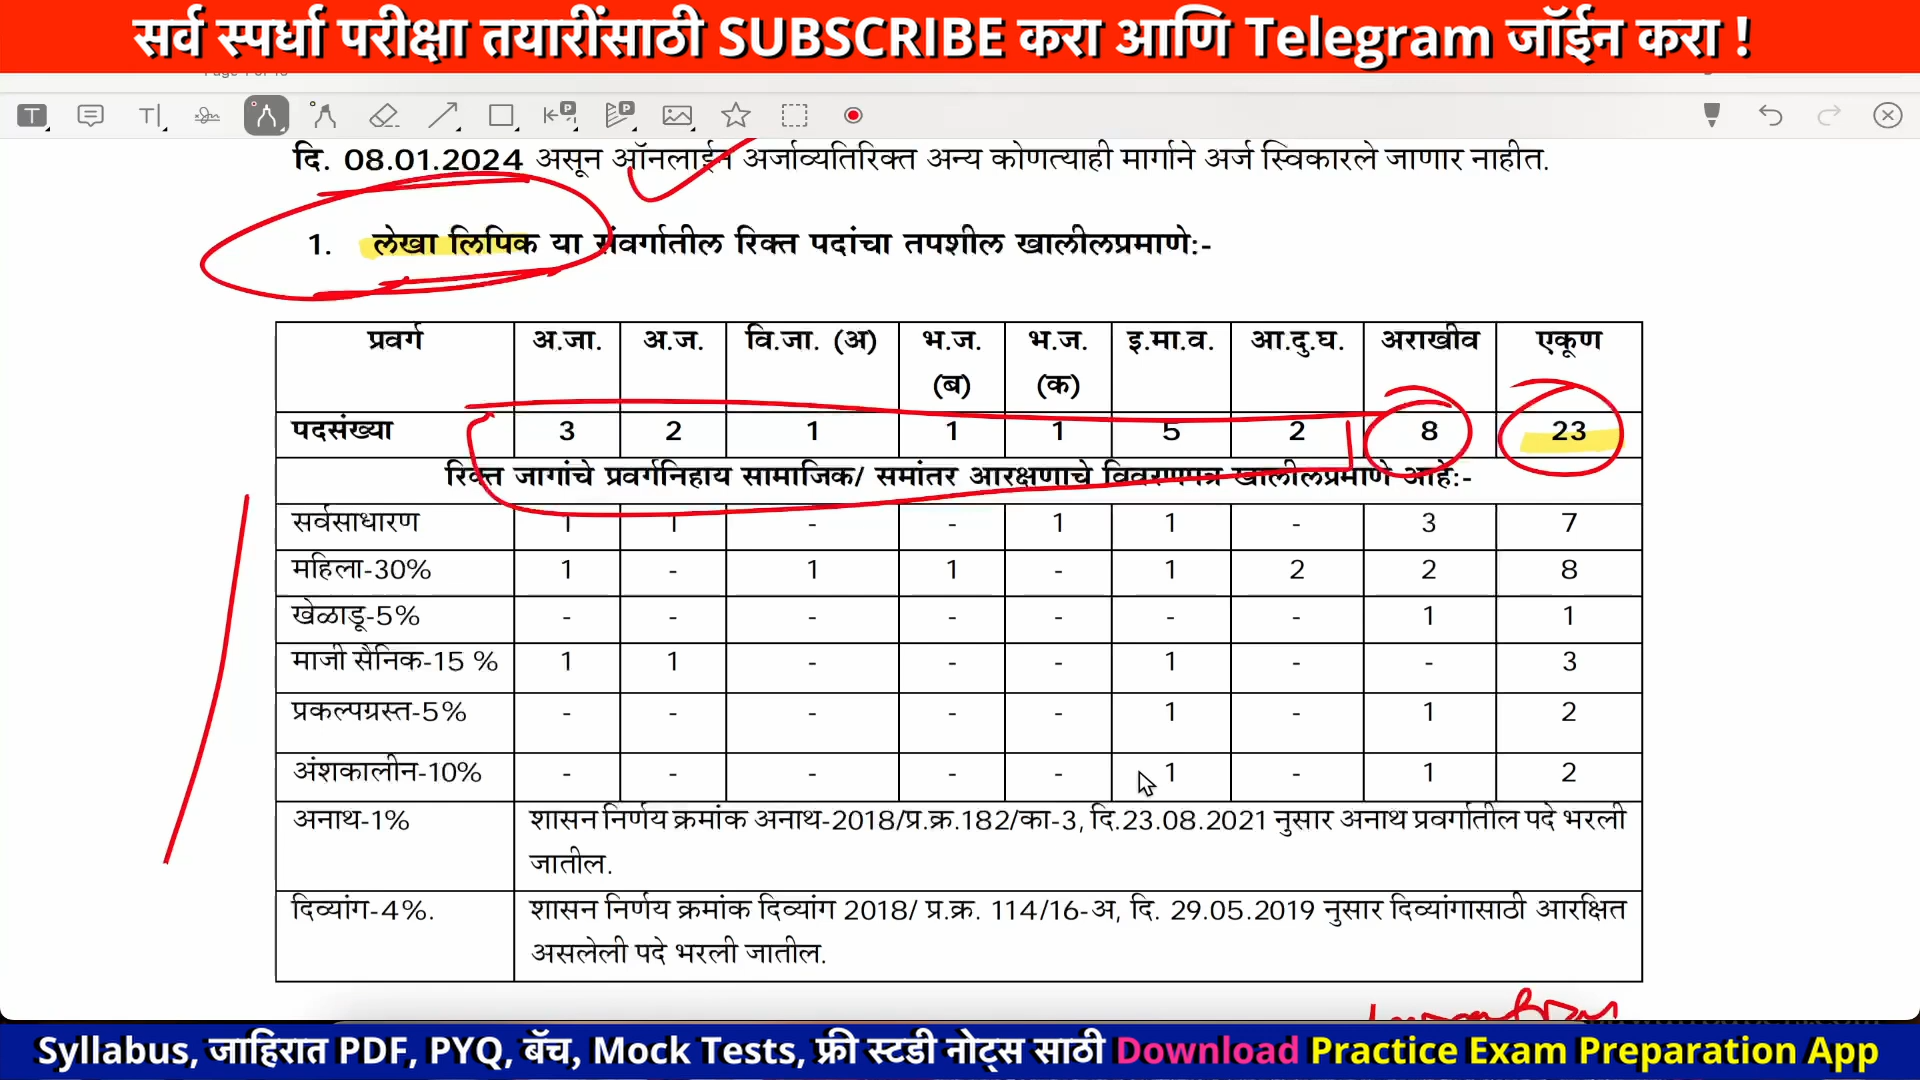 सर्व स्पर्धा परीक्षा तयारींसाठी SUBSCRIBE करा आणि Telegram जॉईन करा !
दि. 08.01.2024 असून ऑनलाईन अर्जाव्यतिरिक्त अन्य कोणत्याही मार्गाने अर्ज स्विकारले जाणार नाहीत.
1. लेखा लिपिक या संवर्गातील रिक्त पदांचा तपशील खालीलप्रमाणे:-
प्रवर्ग अ.जा. अ.ज. वि.जा. (अ) भ.ज. (ब) भ.ज. (क) इ.मा.व. आ.दु.घ. अराखीव एकूण
पदसंख्या 3 2 1 1 1 5 2 8 23
रिक्त जागांचे प्रवर्गनिहाय सामाजिक/ समांतर आरक्षणाचे विवरणपत्र खालीलप्रमाणे आहे:-
सर्वसाधारण 1 1 - - 1 1 - 3 7
महिला-30% 1 - 1 1 - 1 2 2 8
खेळाडू-5% - - - - - - - 1 1
माजी सैनिक-15 % 1 1 - - - 1 - - 3
प्रकल्पग्रस्त-5% - - - - - 1 - 1 2
अंशकालीन-10% - - - - - 1 - 1 2
अनाथ-1% शासन निर्णय क्रमांक अनाथ-2018/प्र.क्र.182/का-3, दि.23.08.2021 नुसार अनाथ प्रवर्गातील पदे भरली
जातील.
दिव्यांग-4%. शासन निर्णय क्रमांक दिव्यांग 2018/ प्र.क्र. 114/16-अ, दि. 29.05.2019 नुसार दिव्यांगासाठी आरक्षित
असलेली पदे भरली जातील.
Syllabus, जाहिरात PDF, PYQ, बॅच, Mock Tests, फ्री स्टडी नोट्स साठी Download Practice Exam Preparation App